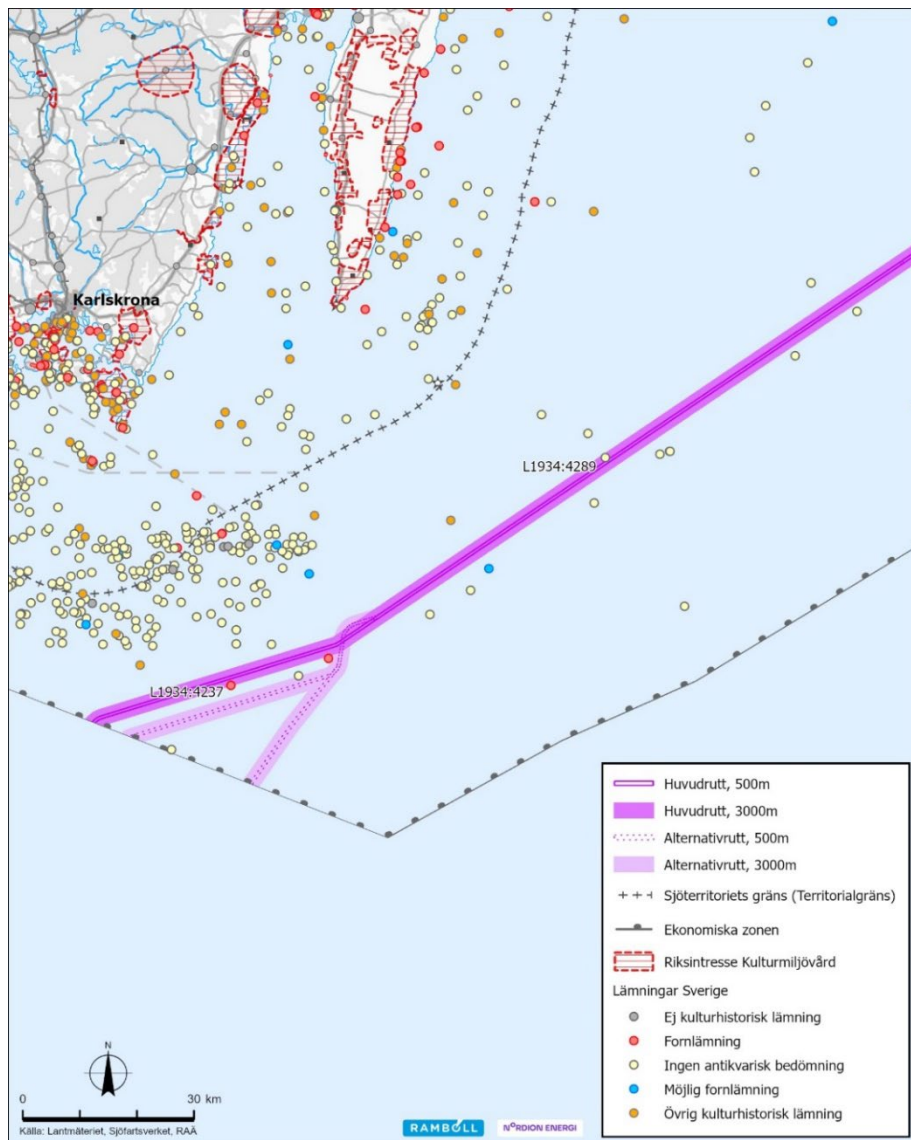 Karlskrona
L1934:4289
L1934:4237
Huvudrutt, 500m
Huvudrutt, 3000m
Alternativrutt, 500m
Alternativrutt, 3000m
Sjöterritoriets gräns (Territorialgräns)
Ekonomiska zonen
Riksintresse Kulturmiljövård
Lämningar Sverige
Ej kulturhistorisk lämning
Fornlämning
Ingen antikvarisk bedömning
Möjlig fornlämning
Övrig kulturhistorisk lämning
N
0 30 km
Källa: Lantmäteriet, Sjöfartsverket, RAÄ
RAMBOLL NORDION ENERGI